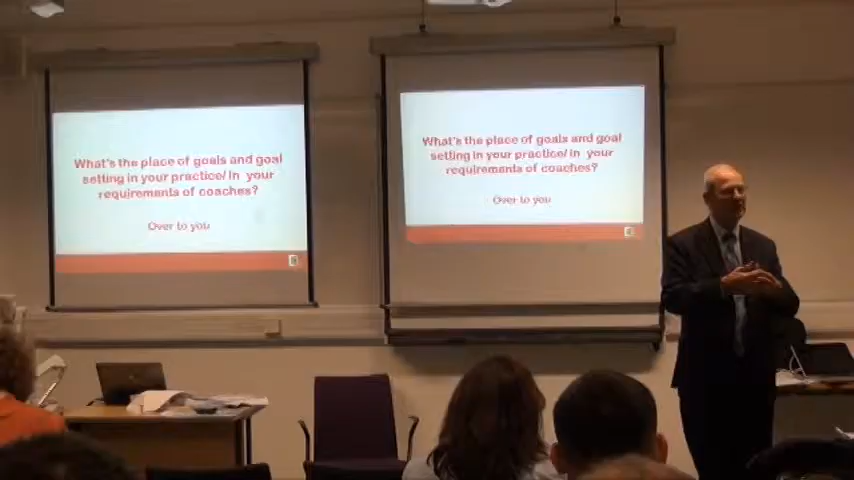 What's the place of goals and goal
setting in your practice/ in  your
requirements of coaches?
Over to you
What's the place of goals and goal
setting in your practice/ in  your
requirements of coaches?
Over to you